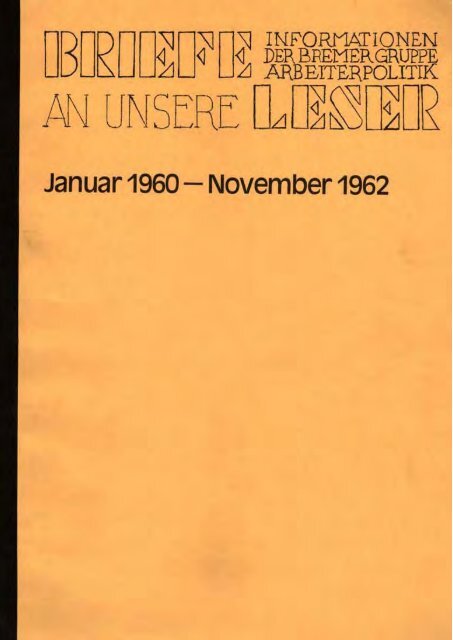 BRIEFE
INFORMATIONEN
DER BREMER GRUPPE
ARBEITERPOLITIK
AN UNSERE LESER
Januar 1960 — November 1962